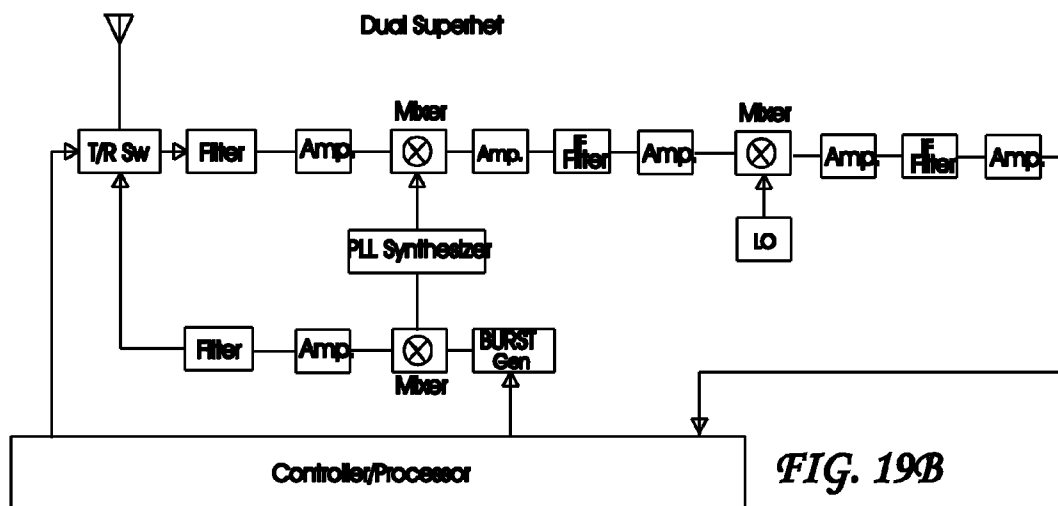 Dual Superhet
Mixer
Mixer
T/R Sw
Filter
Amp.
Amp.
IF
Filter
Amp.
Amp.
IF
Filter
Amp.
PLL Synthesizer
LO
Filter
Amp.
BURST
Gen
Mixer
Controller/Processor
FIG. 19B